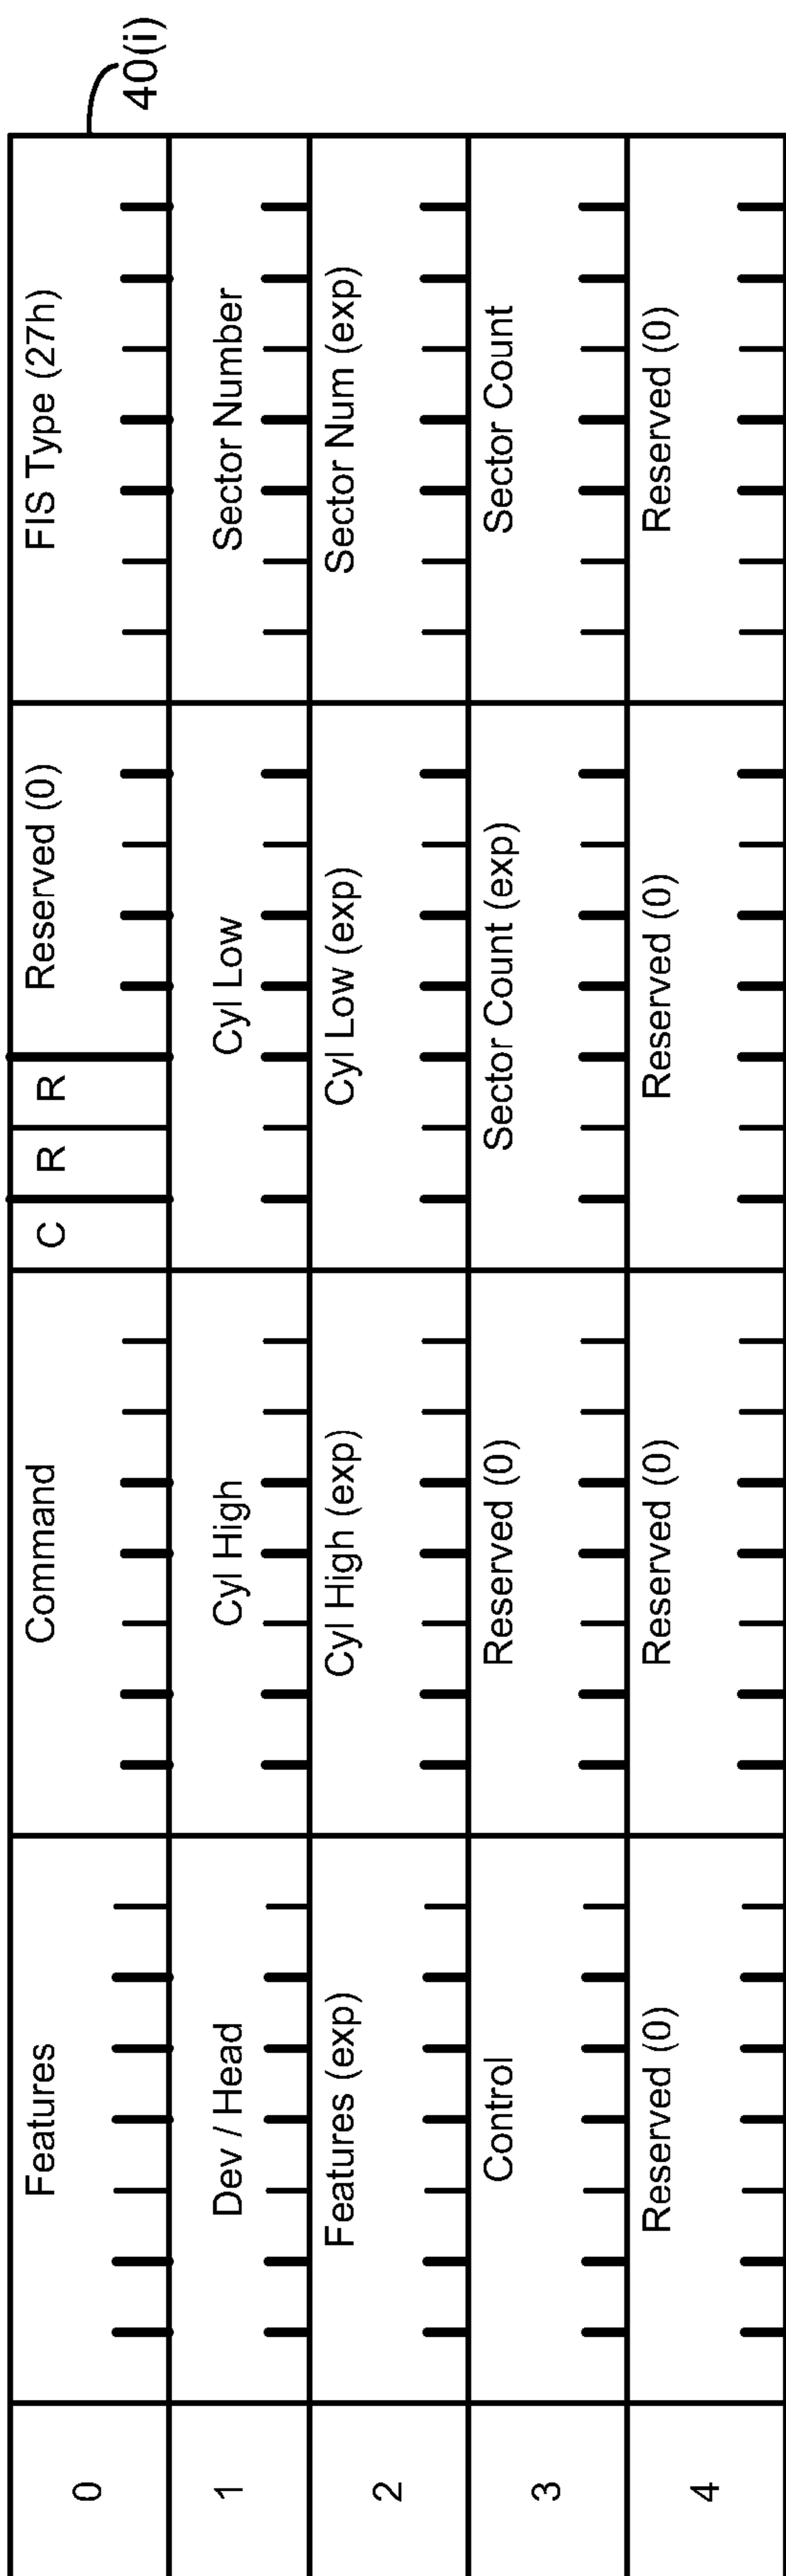 40(i)
0 Features Command C R R Reserved (0) FIS Type (27h)
1 Dev / Head Cyl High Cyl Low Sector Number
2 Features (exp) Cyl High (exp) Cyl Low (exp) Sector Num (exp)
3 Control Reserved (0) Sector Count (exp) Sector Count
4 Reserved (0) Reserved (0) Reserved (0) Reserved (0)